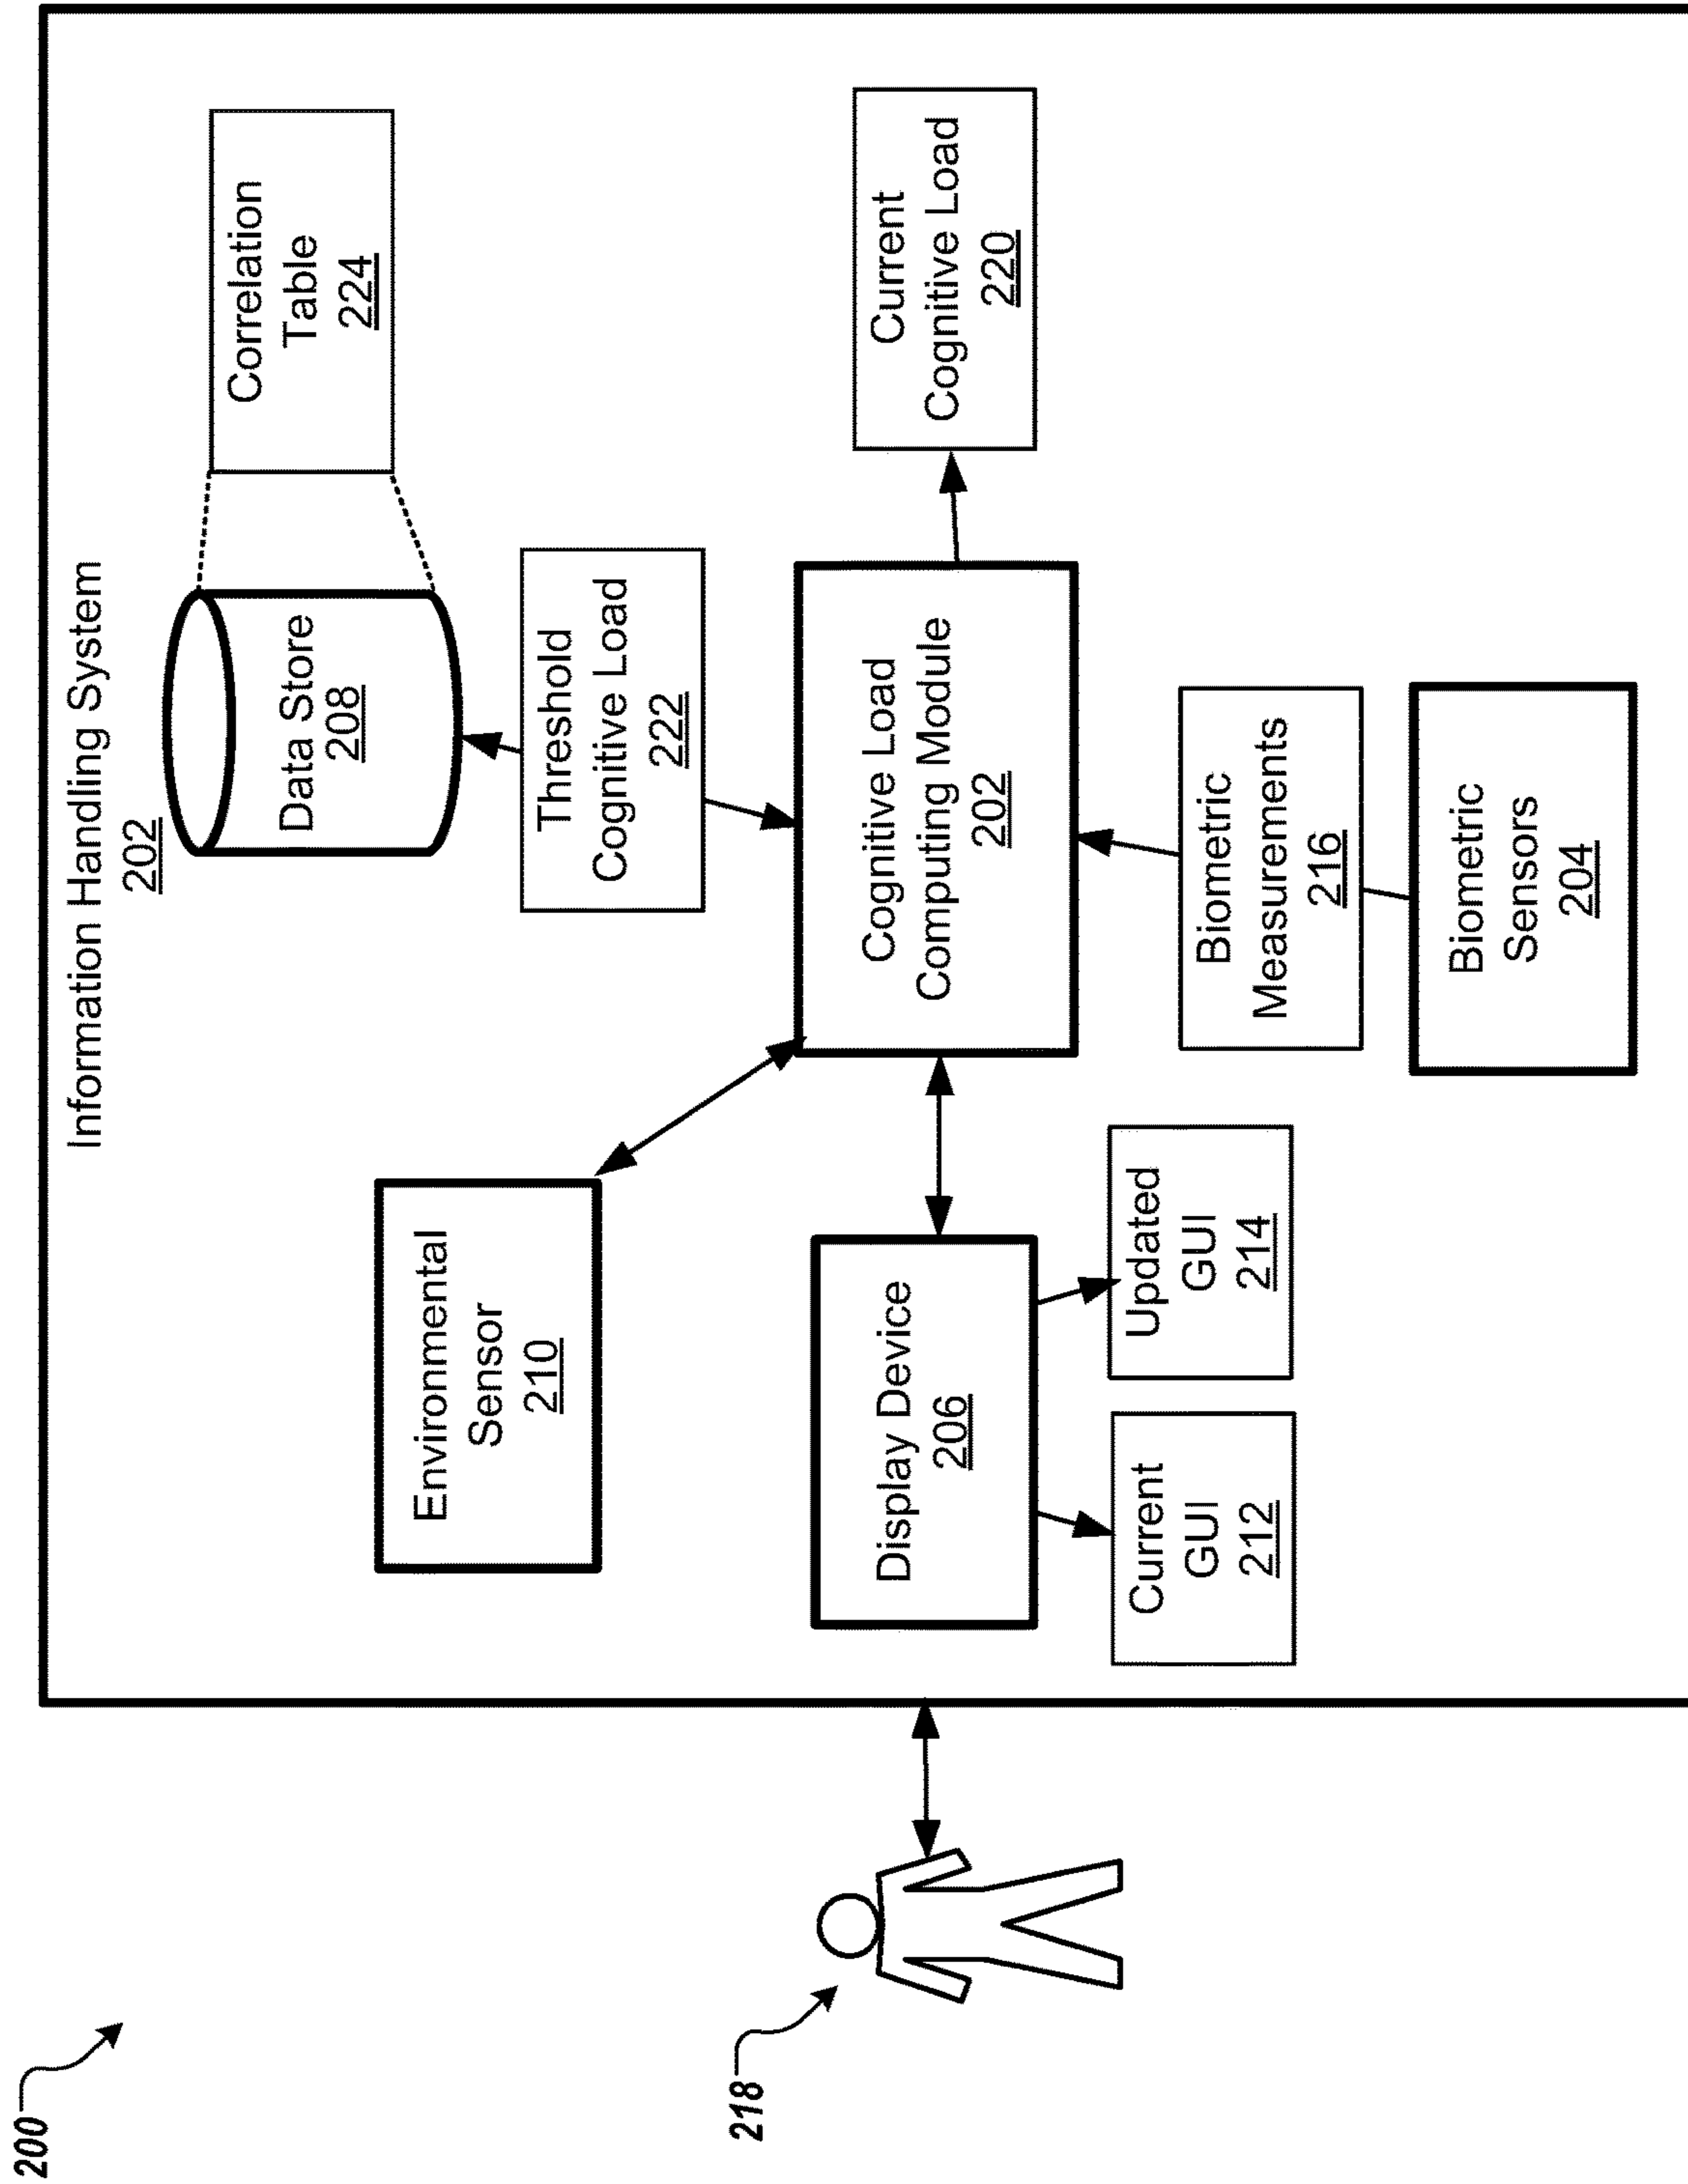 200
Information Handling System
202
218
Environmental
Sensor
210
Data Store
208
Correlation
Table
224
Threshold
Cognitive Load
222
Display Device
206
Cognitive Load
Computing Module
202
Current
Cognitive Load
220
Current
GUI
212
Updated
GUI
214
Biometric
Measurements
216
Biometric
Sensors
204